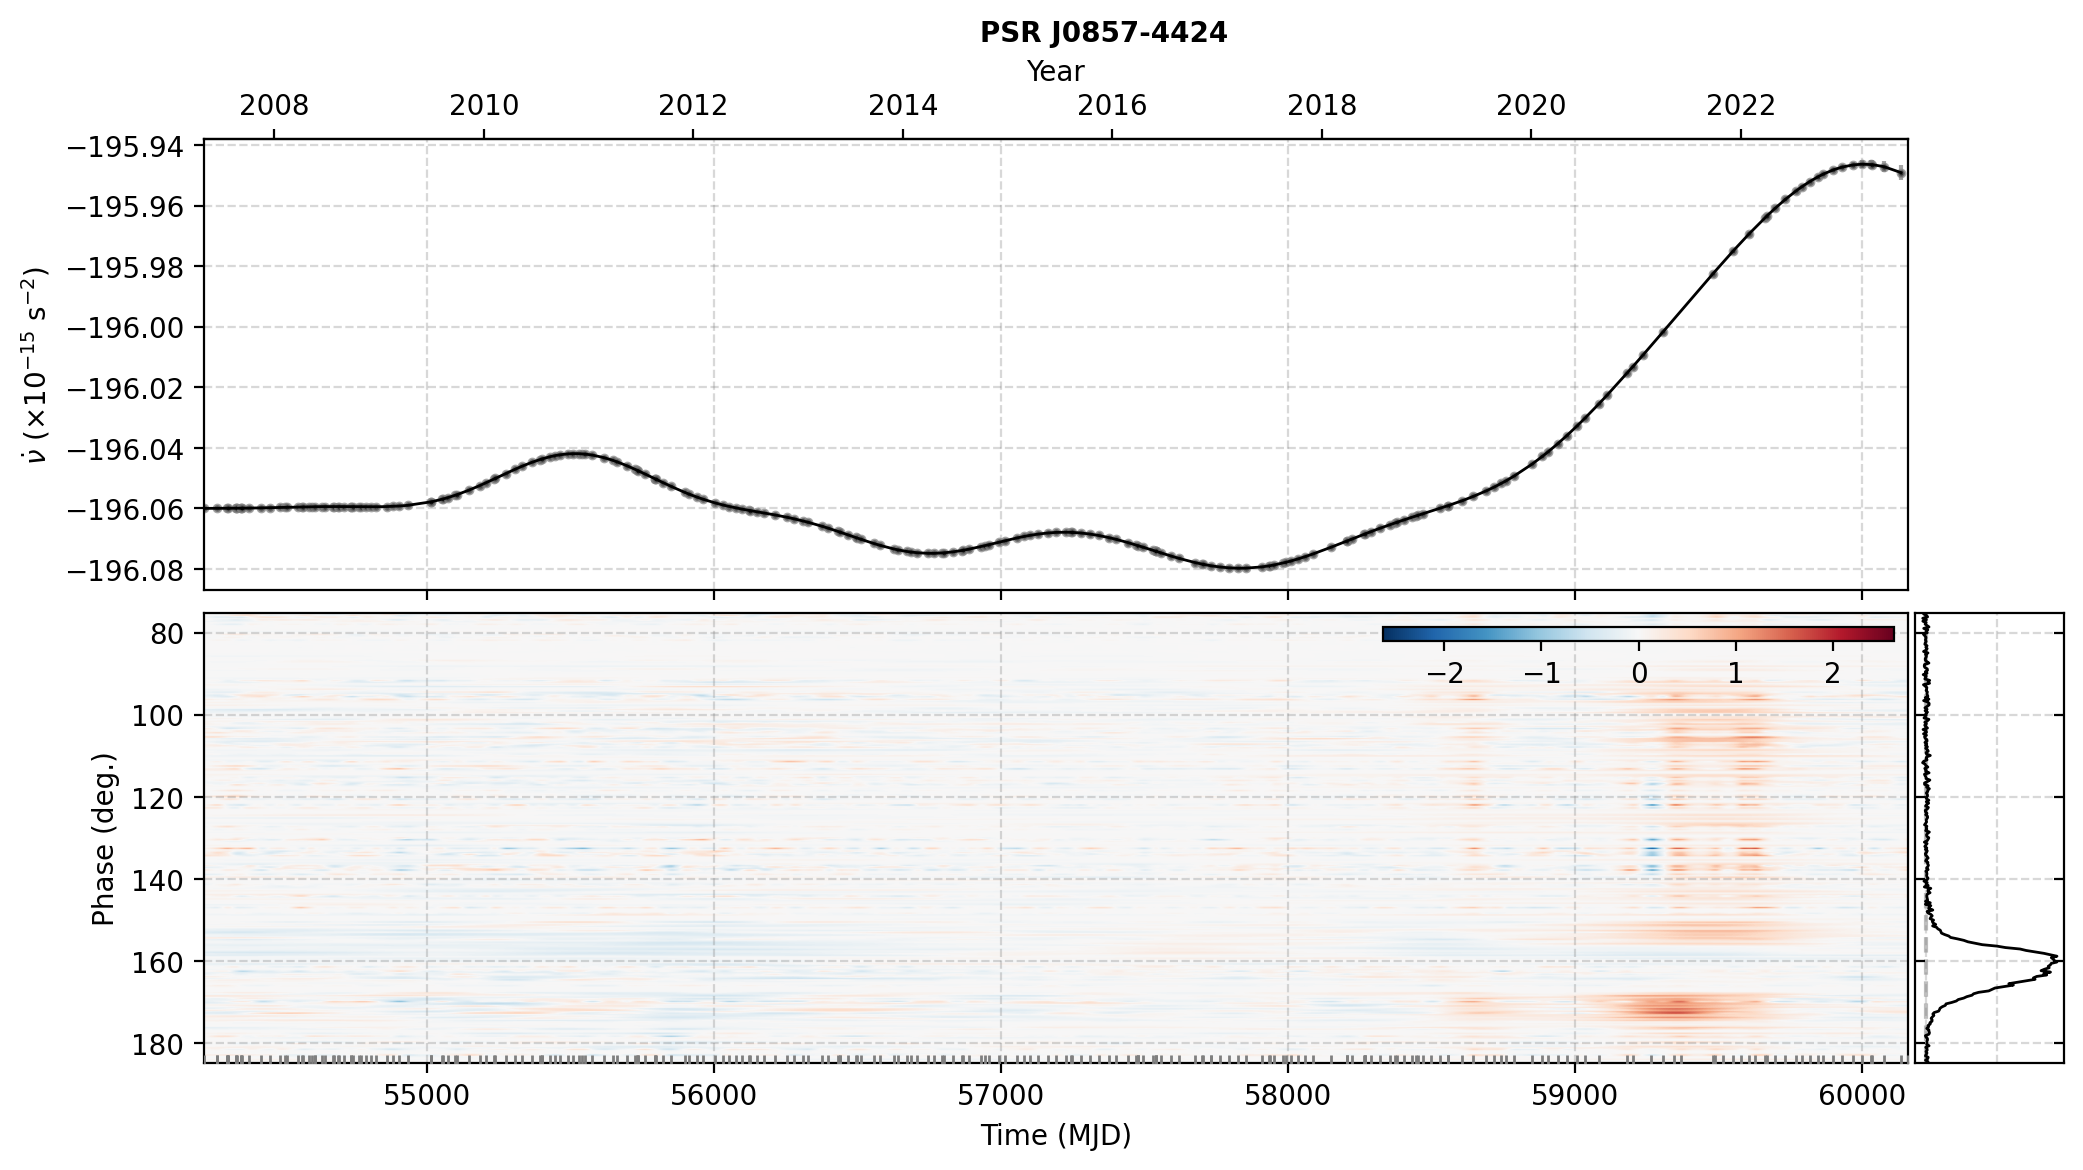 PSR J0857-4424
Year
2008 2010 2012 2014 2016 2018 2020 2022
−195.94
−195.96
−195.98
−196.00
−196.02
−196.04
−196.06
−196.08
ν̇ (×10⁻¹⁵ s⁻²)
−2 −1 0 1 2
80
100
120
140
160
180
Phase (deg.)
55000 56000 57000 58000 59000 60000
Time (MJD)